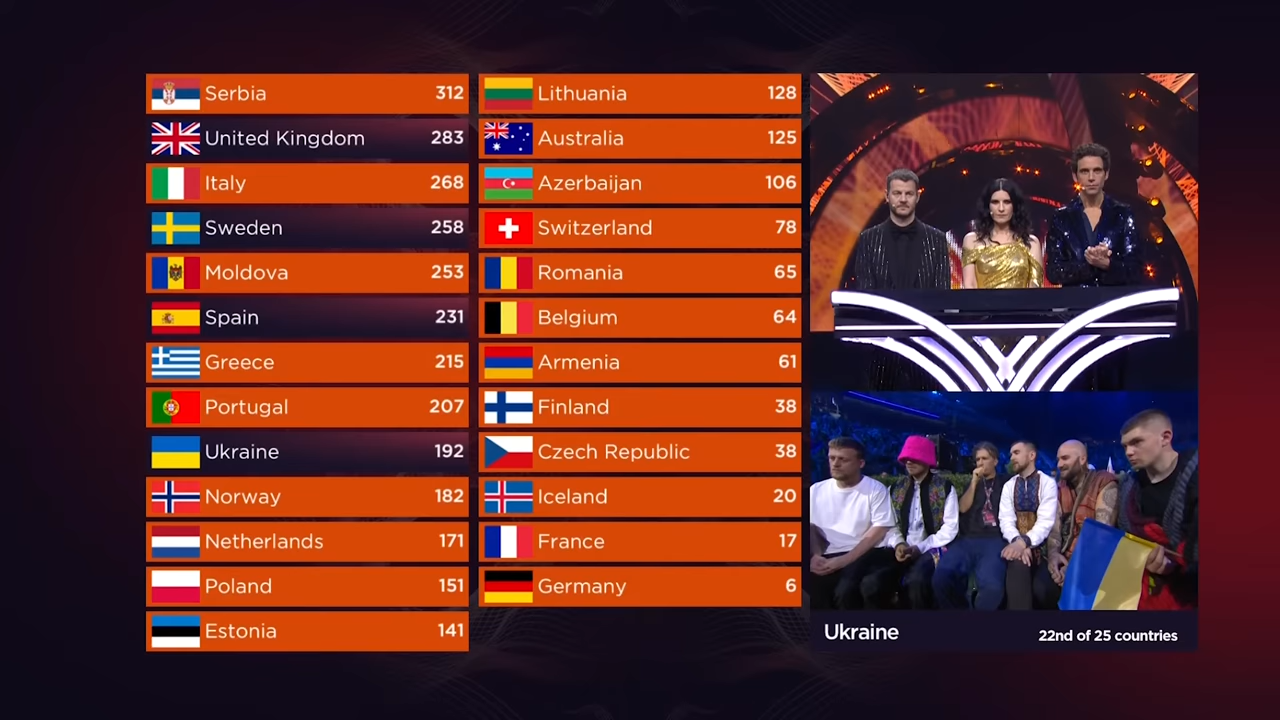 Serbia 312
United Kingdom 283
Italy 268
Sweden 258
Moldova 253
Spain 231
Greece 215
Portugal 207
Ukraine 192
Norway 182
Netherlands 171
Poland 151
Estonia 141
Lithuania 128
Australia 125
Azerbaijan 106
Switzerland 78
Romania 65
Belgium 64
Armenia 61
Finland 38
Czech Republic 38
Iceland 20
France 17
Germany 6
Ukraine 22nd of 25 countries